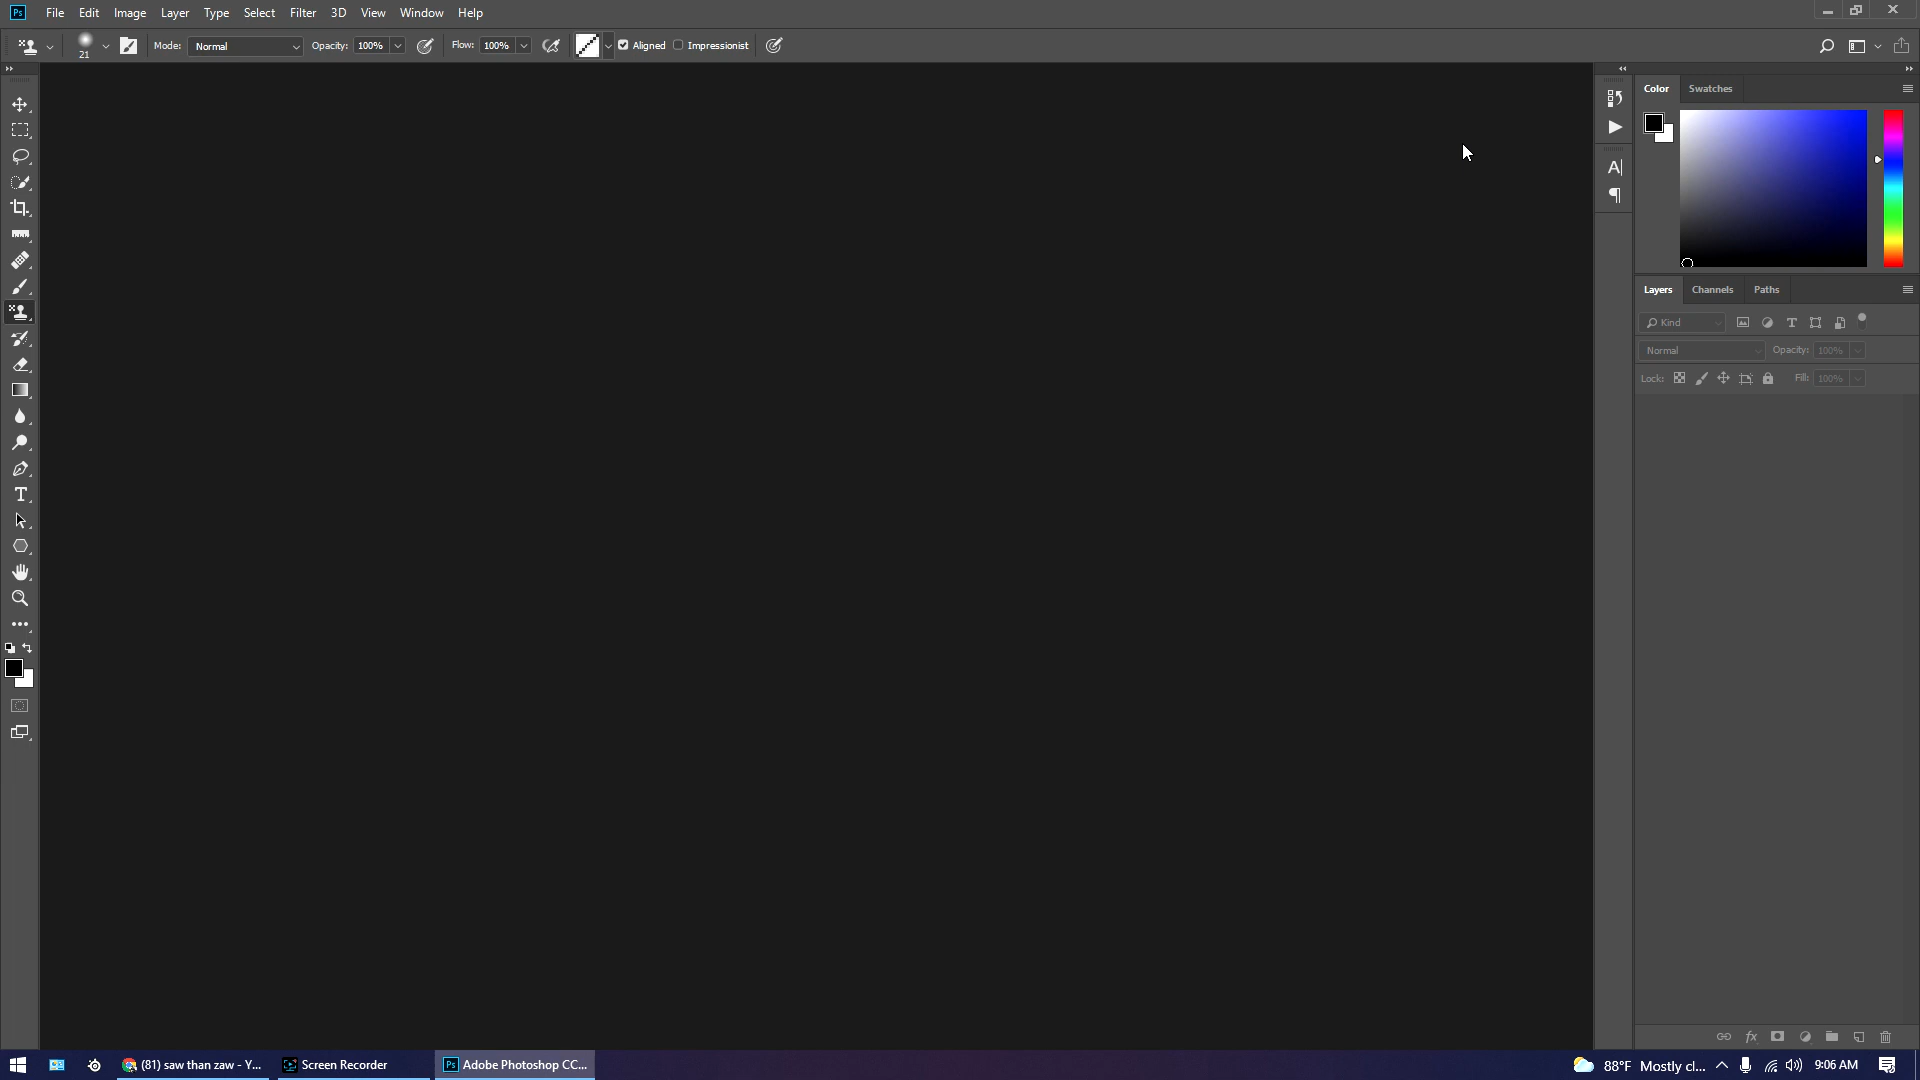 Ps File Edit Image Layer Type Select Filter 3D View Window Help
21 Mode: Normal Opacity: 100% Flow: 100% Aligned Impressionist
Color Swatches
Layers Channels Paths
Kind
Normal Opacity: 100%
Lock: Fill: 100%
(81) saw than zaw - Y... Screen Recorder Ps Adobe Photoshop CC... 88°F Mostly cl... 9:06 AM